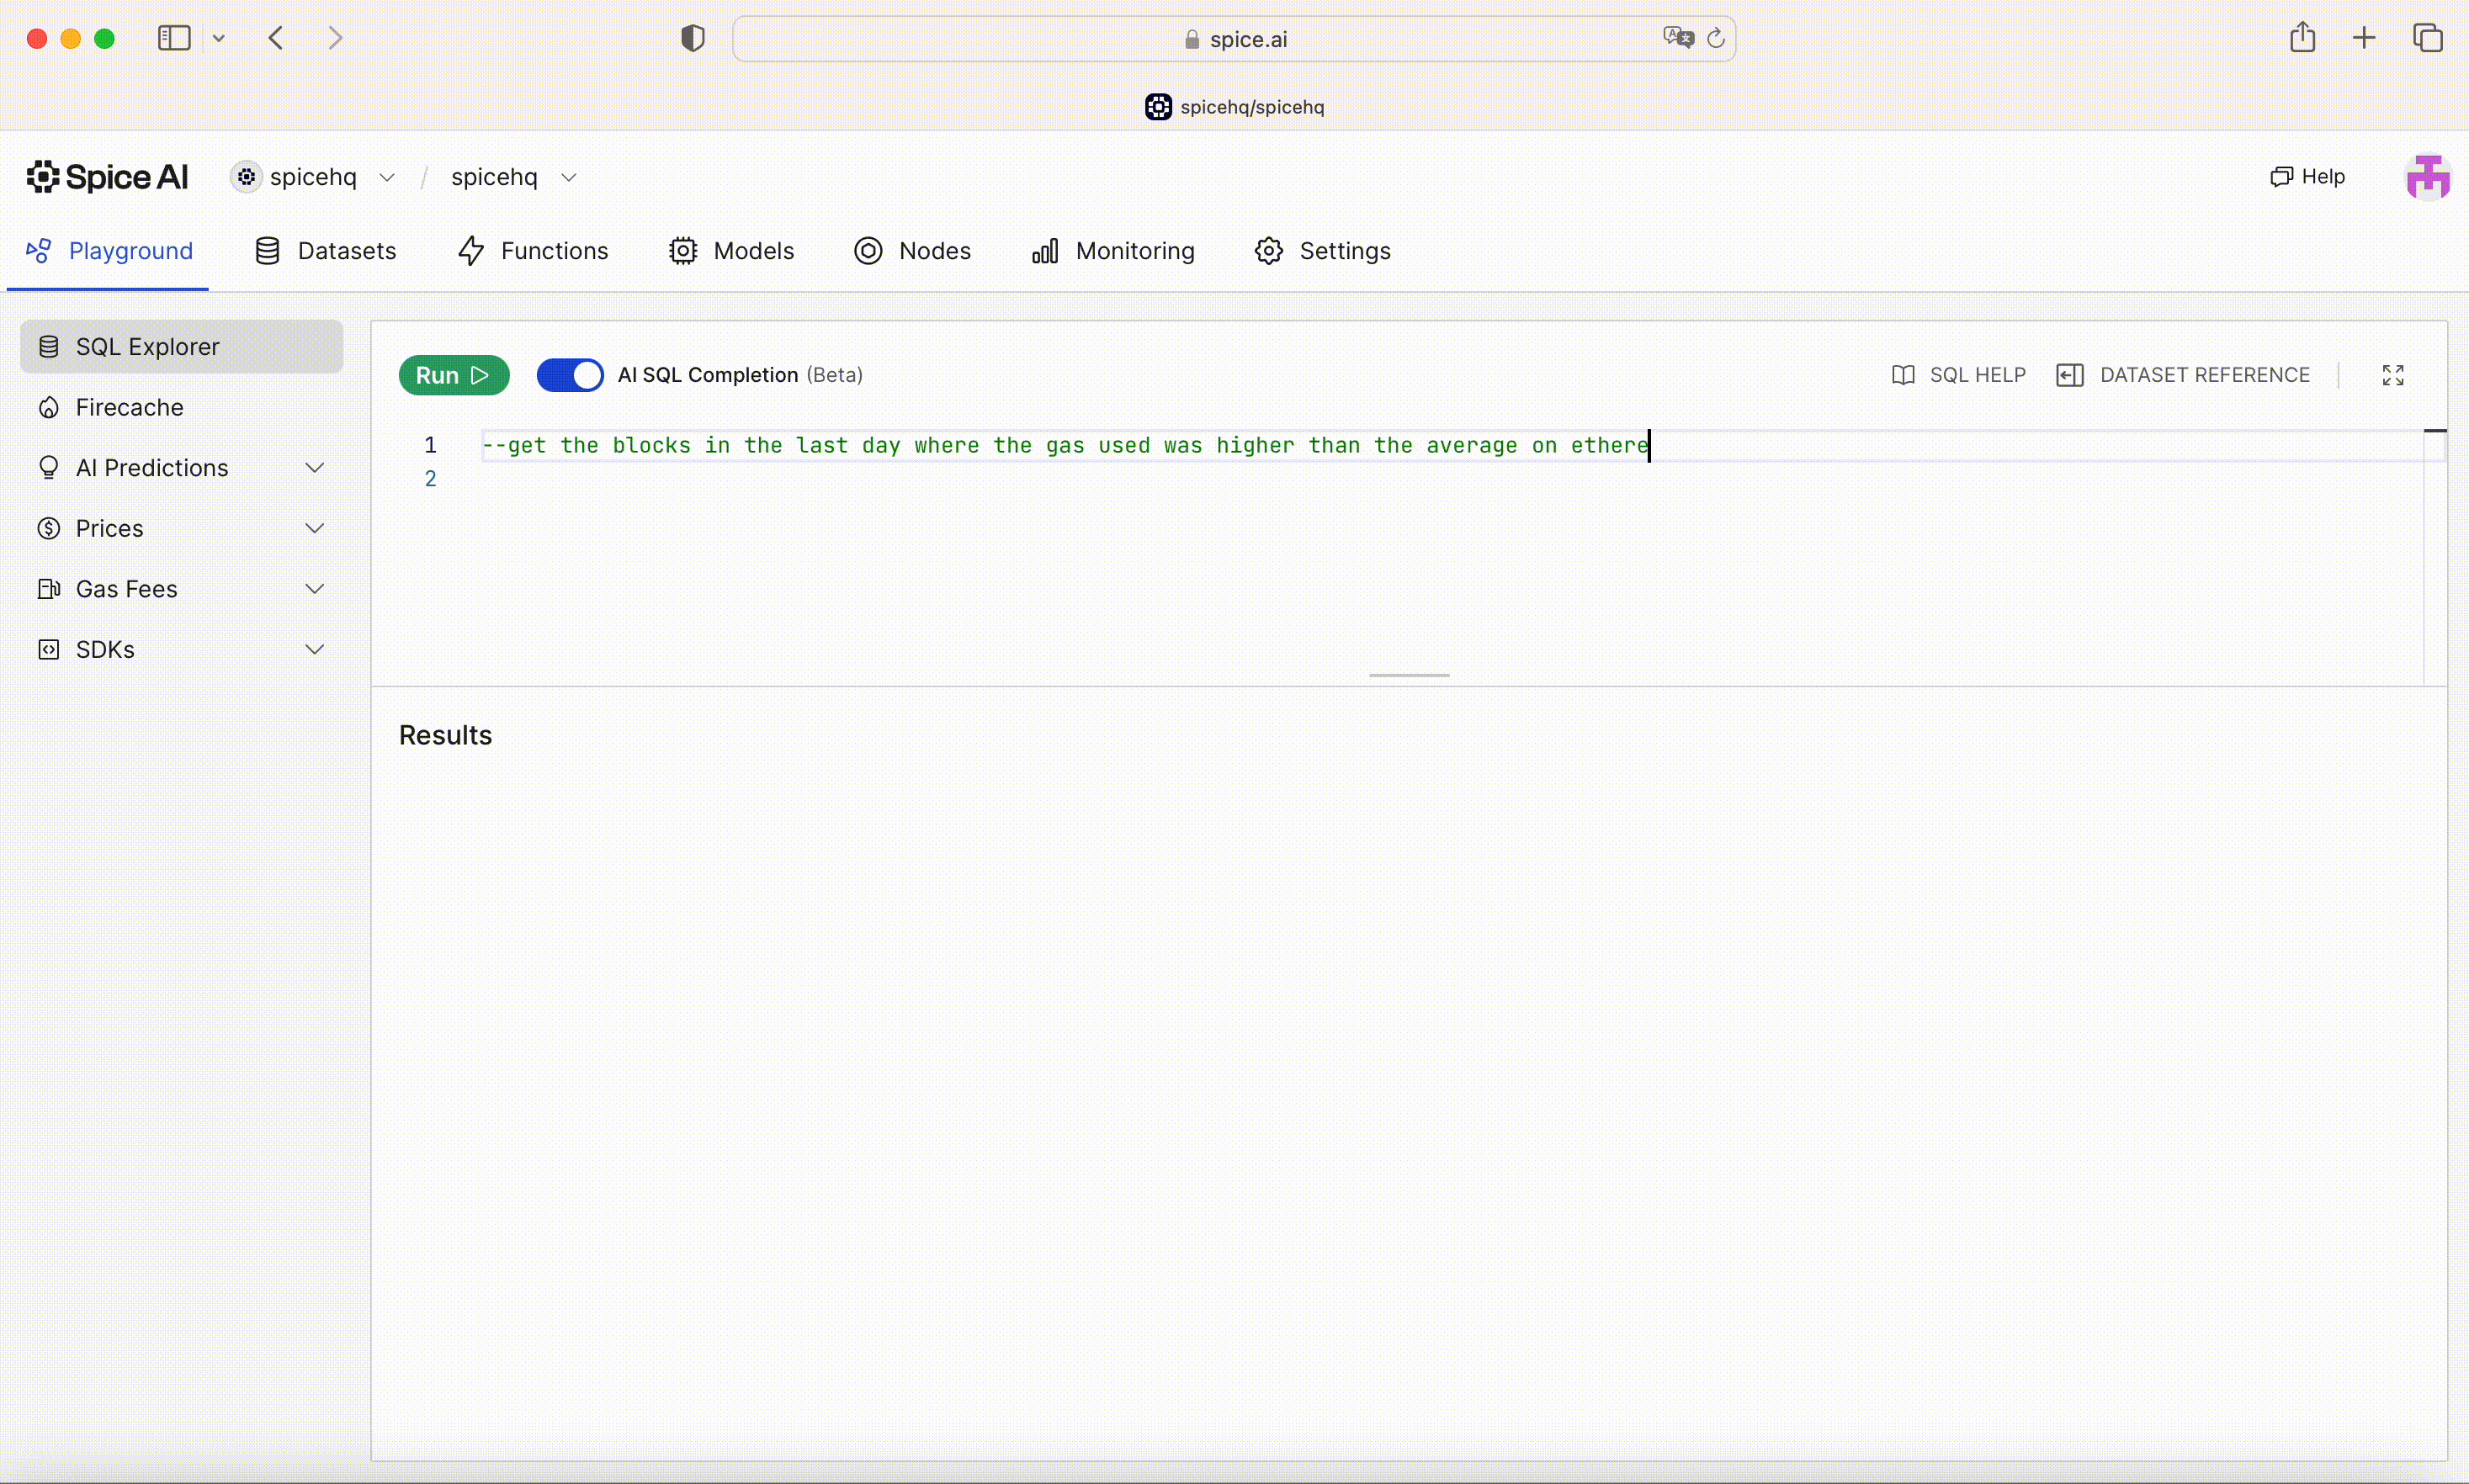 spice.ai
spicehq/spicehq
Spice AI spicehq / spicehq Help
Playground Datasets Functions Models Nodes Monitoring Settings
SQL Explorer
Firecache
AI Predictions
Prices
Gas Fees
SDKs
Run AI SQL Completion (Beta) SQL HELP DATASET REFERENCE
1 --get the blocks in the last day where the gas used was higher than the average on ethere
2
Results